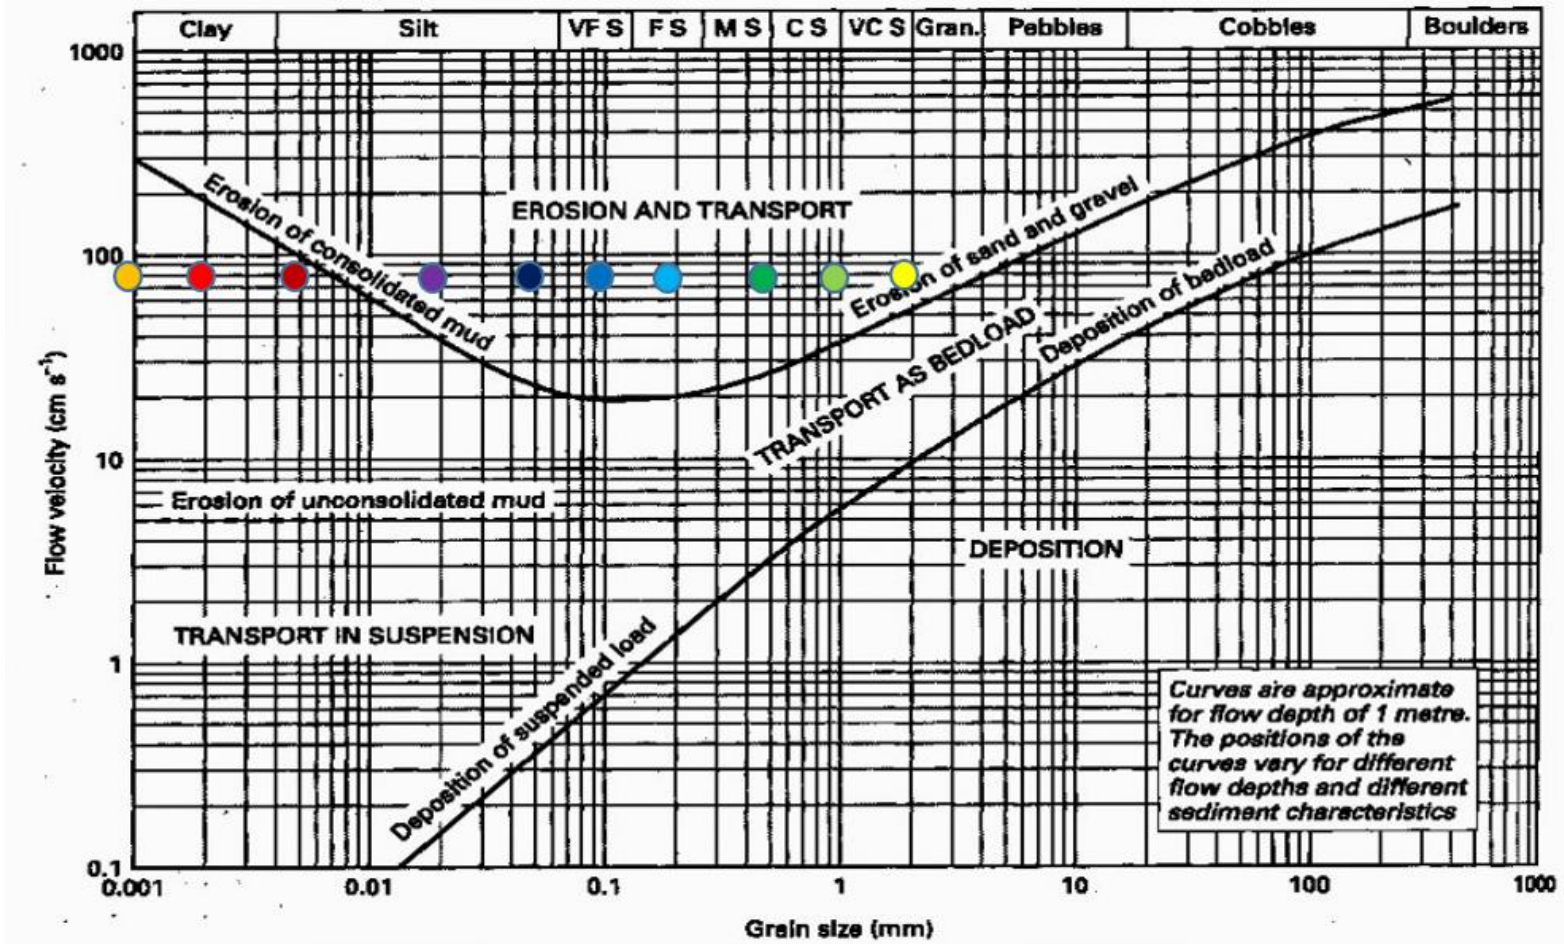 Clay Silt VF S F S M S C S VC S Gran. Pebbles Cobbles Boulders
1000
100
10
1
0.1
Flow velocity (cm s⁻¹)
Erosion of consolidated mud
EROSION AND TRANSPORT
Erosion of sand and gravel
TRANSPORT AS BEDLOAD
Deposition of bedload
Erosion of unconsolidated mud
DEPOSITION
TRANSPORT IN SUSPENSION
Deposition of suspended load
Curves are approximate
for flow depth of 1 metre.
The positions of the
curves vary for different
flow depths and different
sediment characteristics
0.001 0.01 0.1 1 10 100 1000
Grain size (mm)